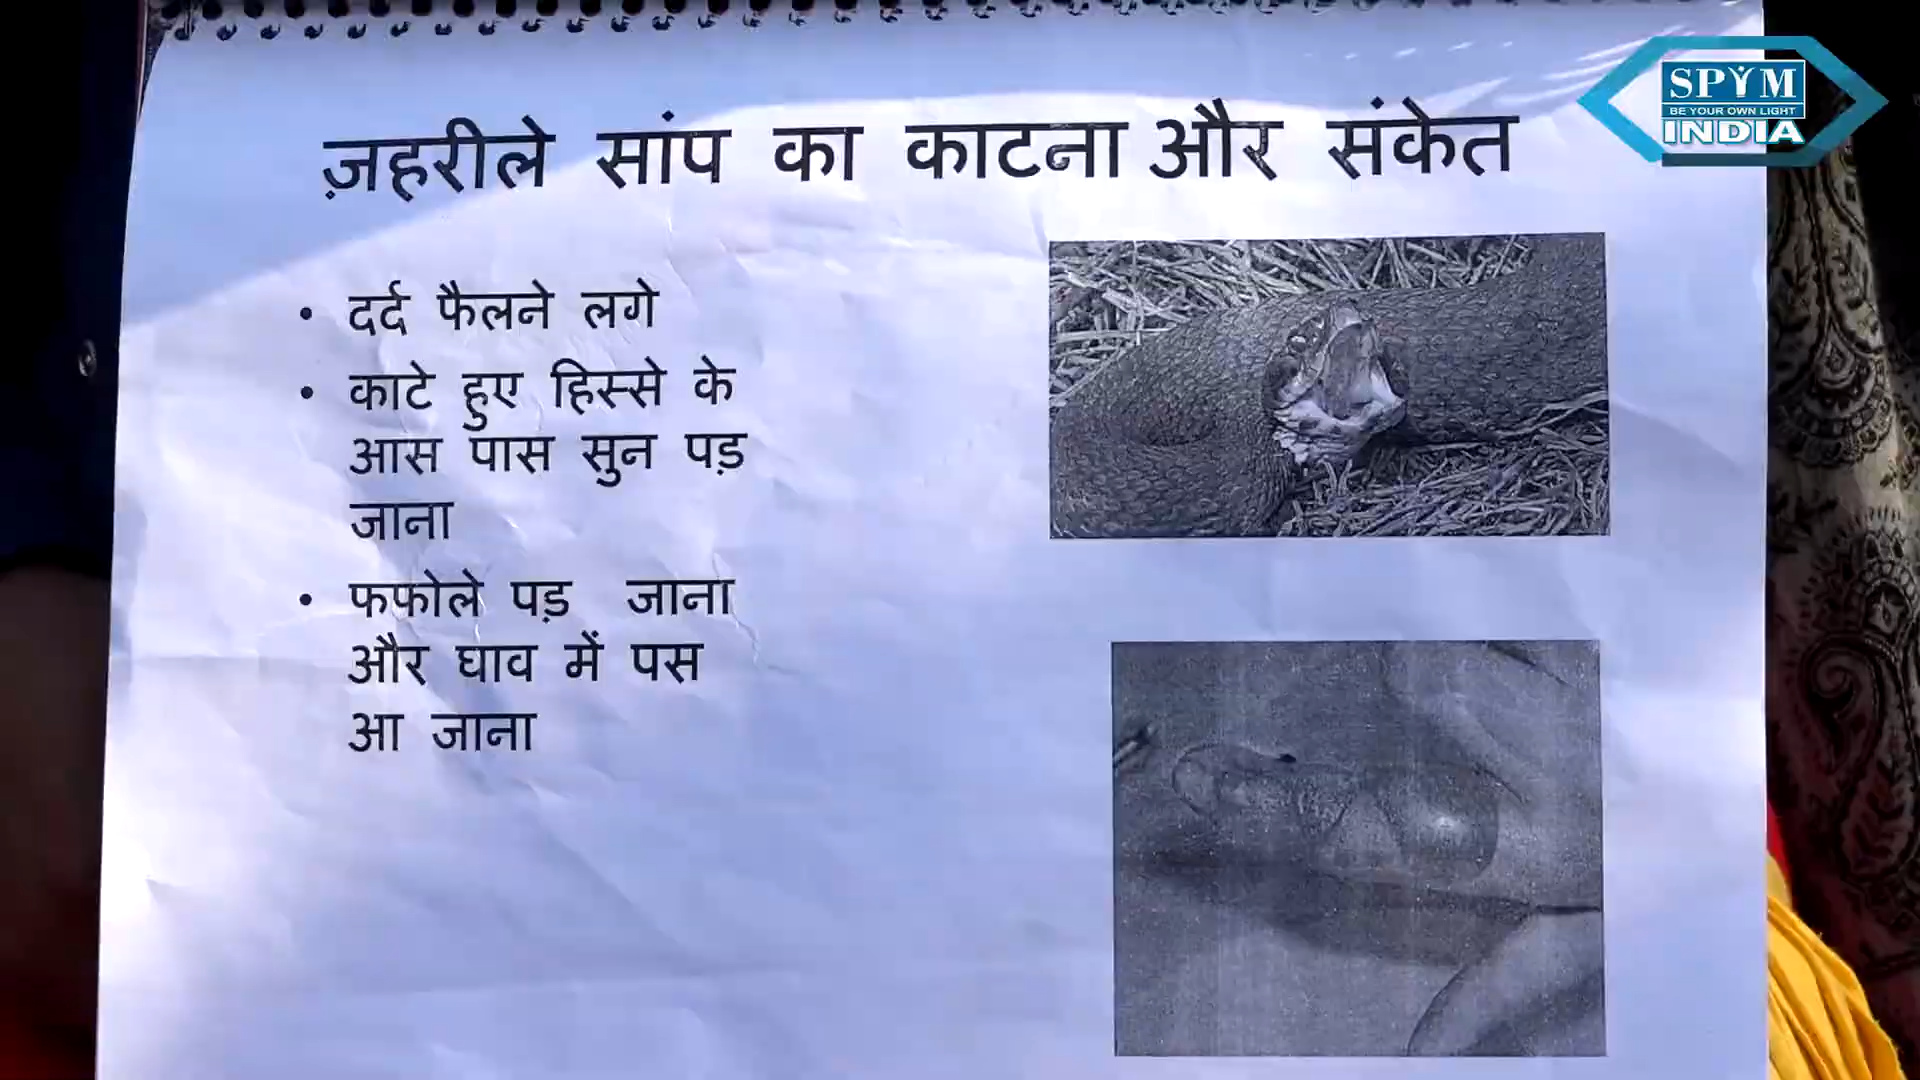 ज़हरीले सांप का काटना और संकेत
• दर्द फैलने लगे
• काटे हुए हिस्से के
आस पास सुन पड़
जाना
• फफोले पड़ जाना
और घाव में पस
आ जाना
SPYM
BE YOUR OWN LIGHT
INDIA